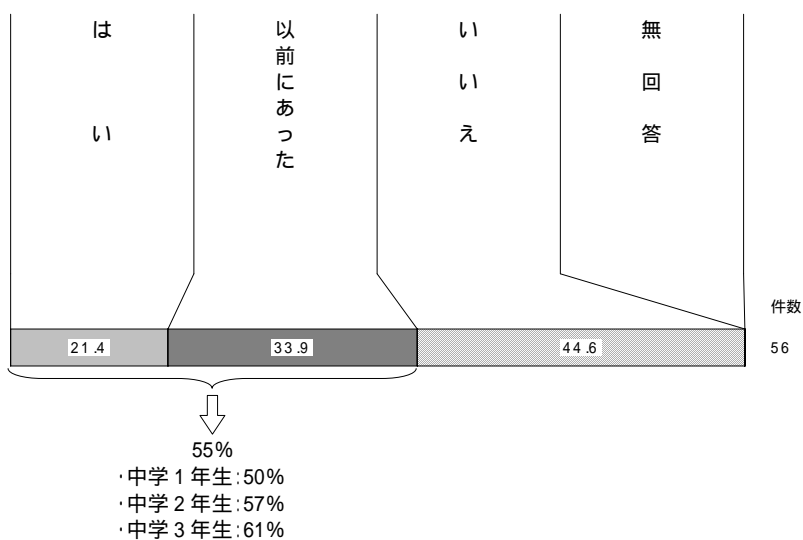 はい
以前にあった
いいえ
無回答
件数
21.4
33.9
44.6
56
55%
・中学1年生:50%
・中学2年生:57%
・中学3年生:61%